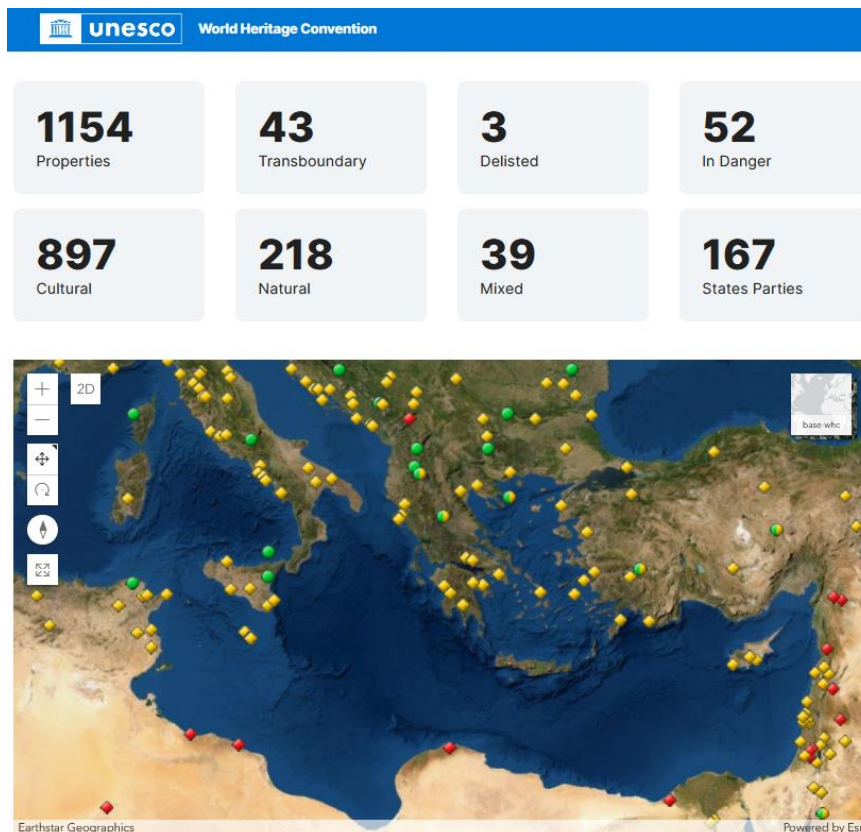 unesco World Heritage Convention
1154
Properties
43
Transboundary
3
Delisted
52
In Danger
897
Cultural
218
Natural
39
Mixed
167
States Parties
2D
base-whc
Earthstar Geographics
Powered by Esr